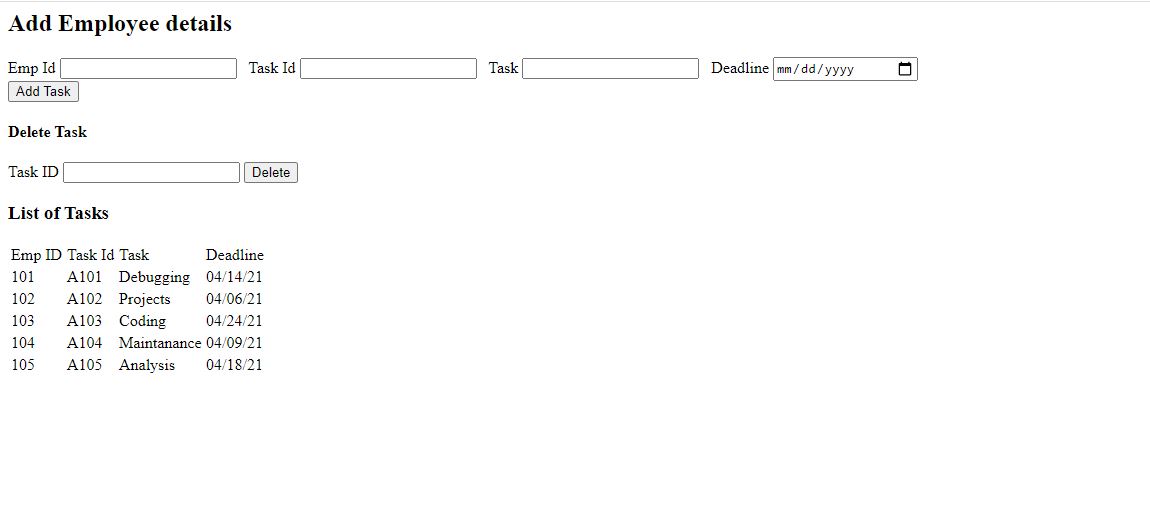 Add Employee details
Emp Id Task Id Task Deadline mm/dd/yyyy
Add Task
Delete Task
Task ID Delete
List of Tasks
Emp ID Task Id Task Deadline
101 A101 Debugging 04/14/21
102 A102 Projects 04/06/21
103 A103 Coding 04/24/21
104 A104 Maintanance 04/09/21
105 A105 Analysis 04/18/21